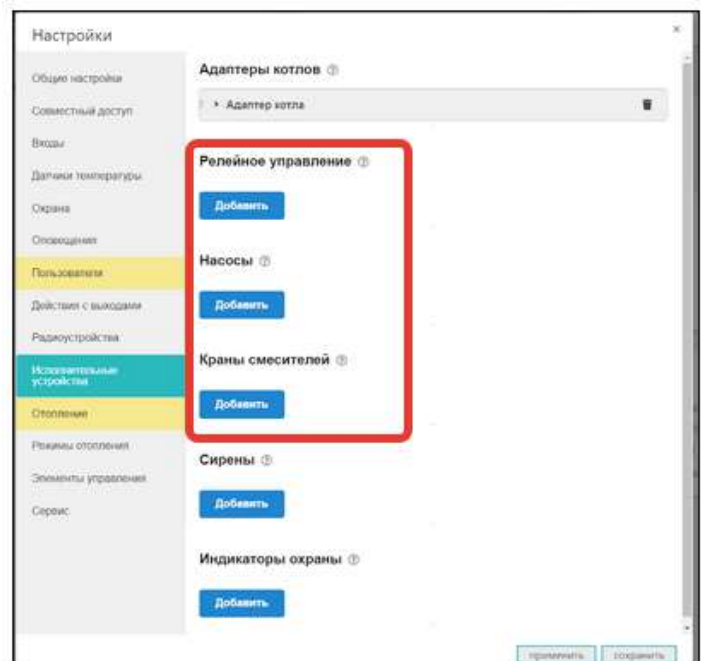 Настройки
×
Общие настройки
Совместный доступ
Входы
Датчики температуры
Охрана
Оповещения
Пользователи
Действия с выходами
Радиоустройства
Исполнительные
устройства
Отопление
Режимы отопления
Элементы управления
Сервис
Адаптеры котлов ?
Адаптер котла
Релейное управление ?
Добавить
Насосы ?
Добавить
Краны смесителей ?
Добавить
Сирены ?
Добавить
Индикаторы охраны ?
Добавить
применить
сохранить